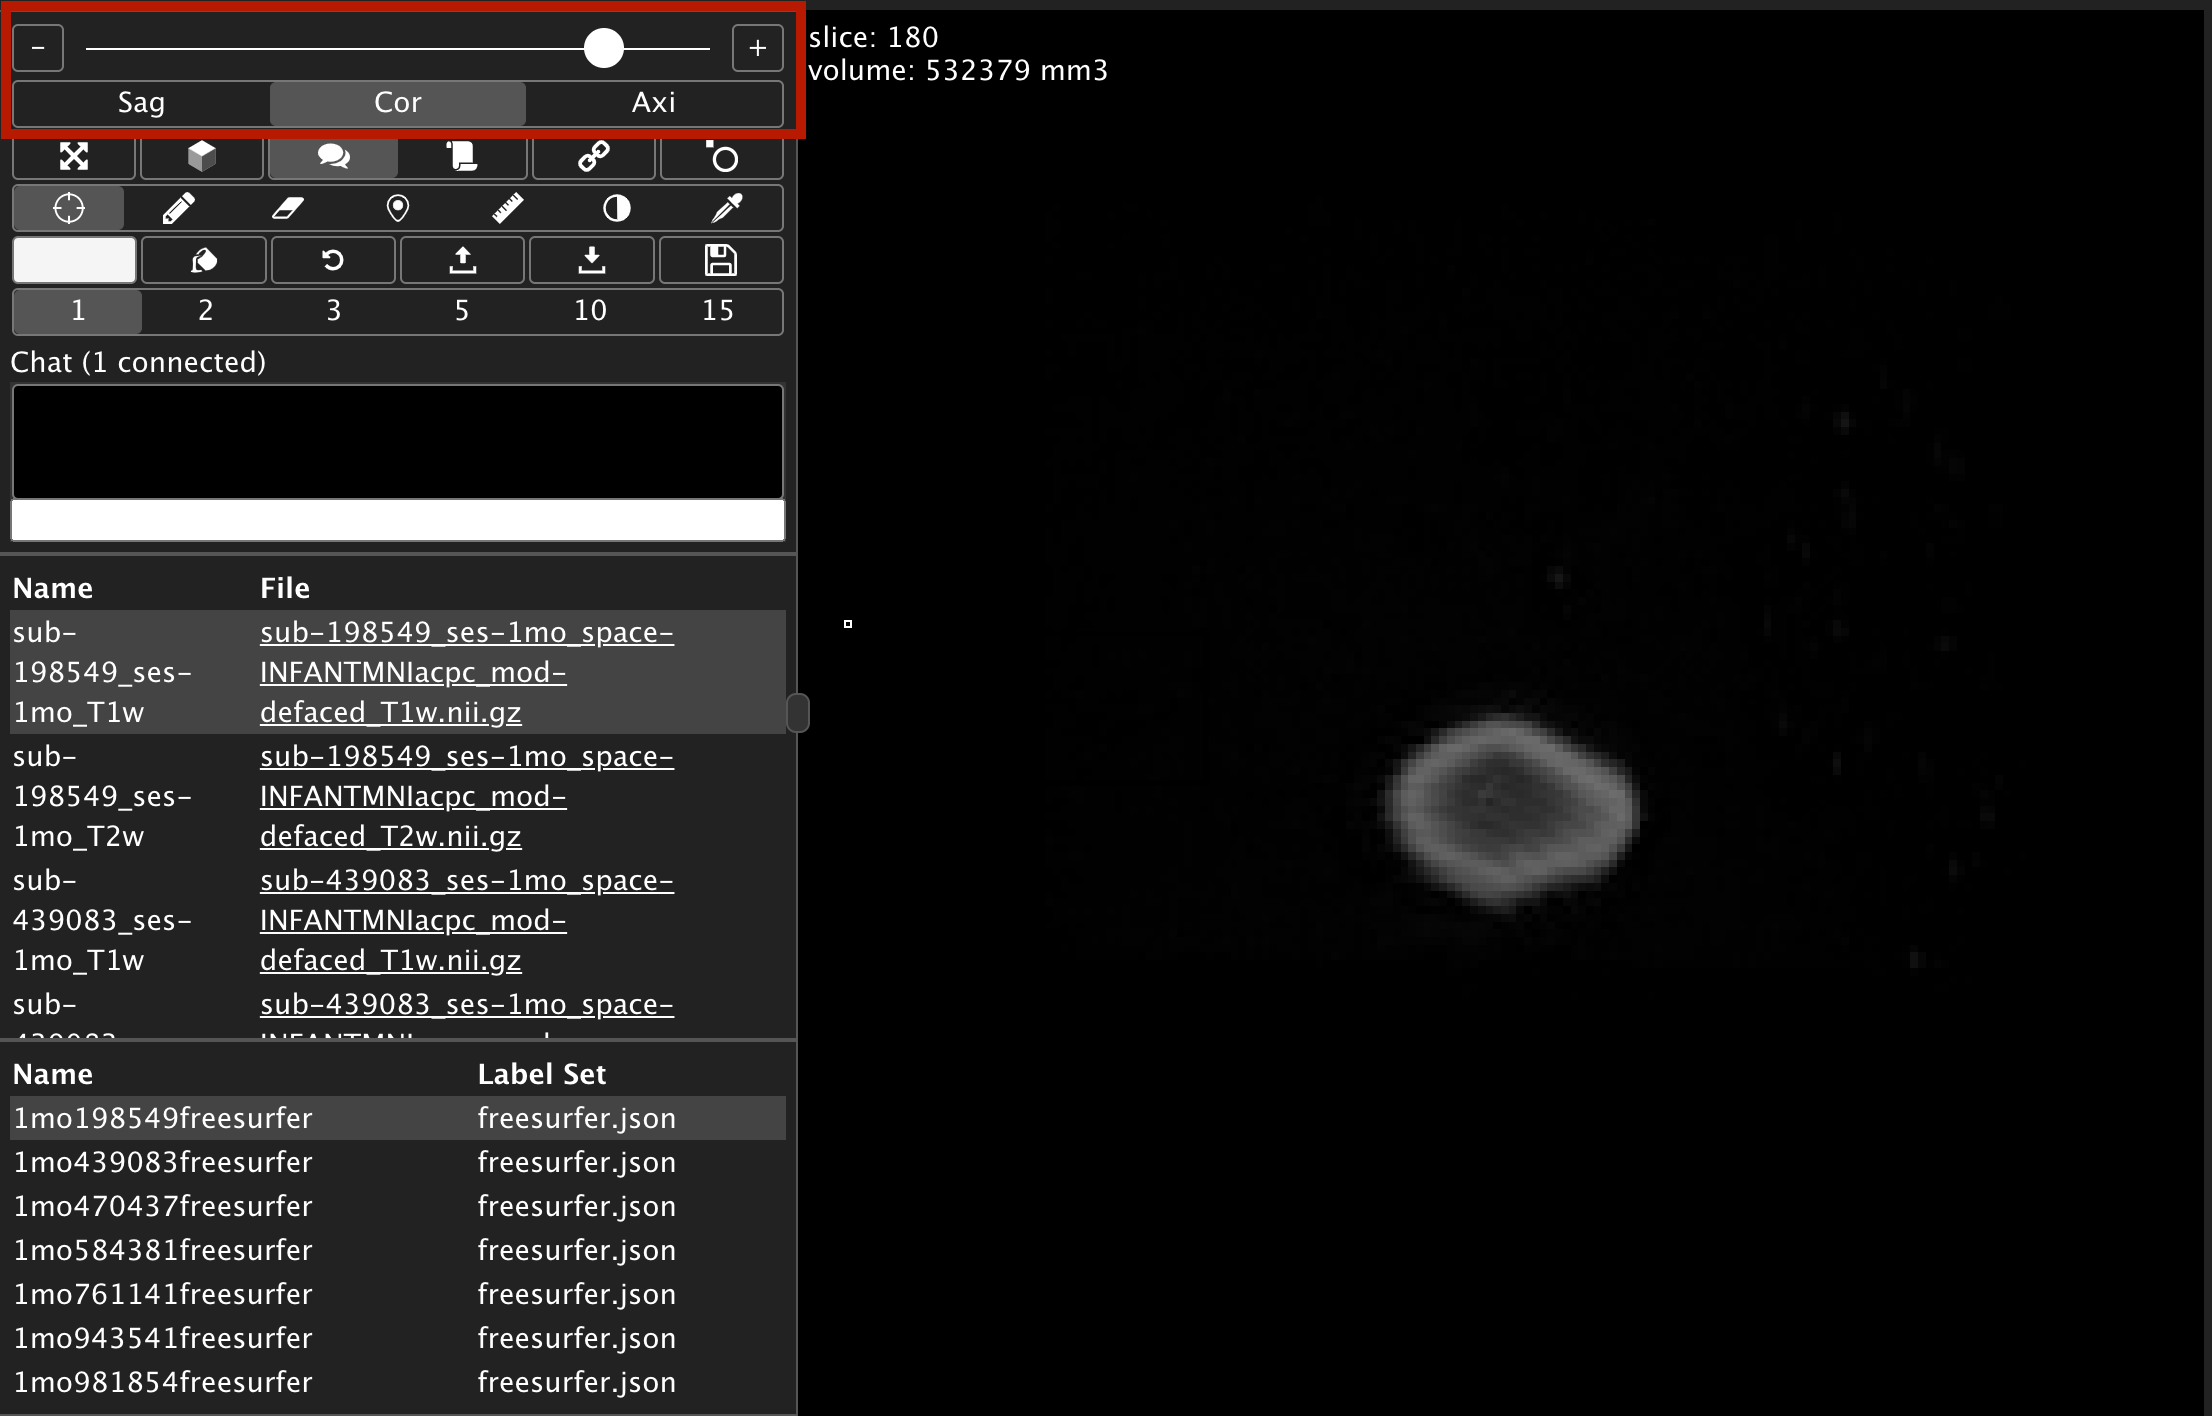 -
+
Sag Cor Axi
1 2 3 5 10 15
Chat (1 connected)
Name File
sub-198549_ses-1mo_T1w
sub-198549_ses-1mo_space-INFANTMNIacpc_mod-defaced_T1w.nii.gz
sub-198549_ses-1mo_T2w
sub-198549_ses-1mo_space-INFANTMNIacpc_mod-defaced_T2w.nii.gz
sub-439083_ses-1mo_T1w
sub-439083_ses-1mo_space-INFANTMNIacpc_mod-defaced_T1w.nii.gz
sub-
sub-439083_ses-1mo_space-
Name Label Set
1mo198549freesurfer freesurfer.json
1mo439083freesurfer freesurfer.json
1mo470437freesurfer freesurfer.json
1mo584381freesurfer freesurfer.json
1mo761141freesurfer freesurfer.json
1mo943541freesurfer freesurfer.json
1mo981854freesurfer freesurfer.json
slice: 180
volume: 532379 mm3